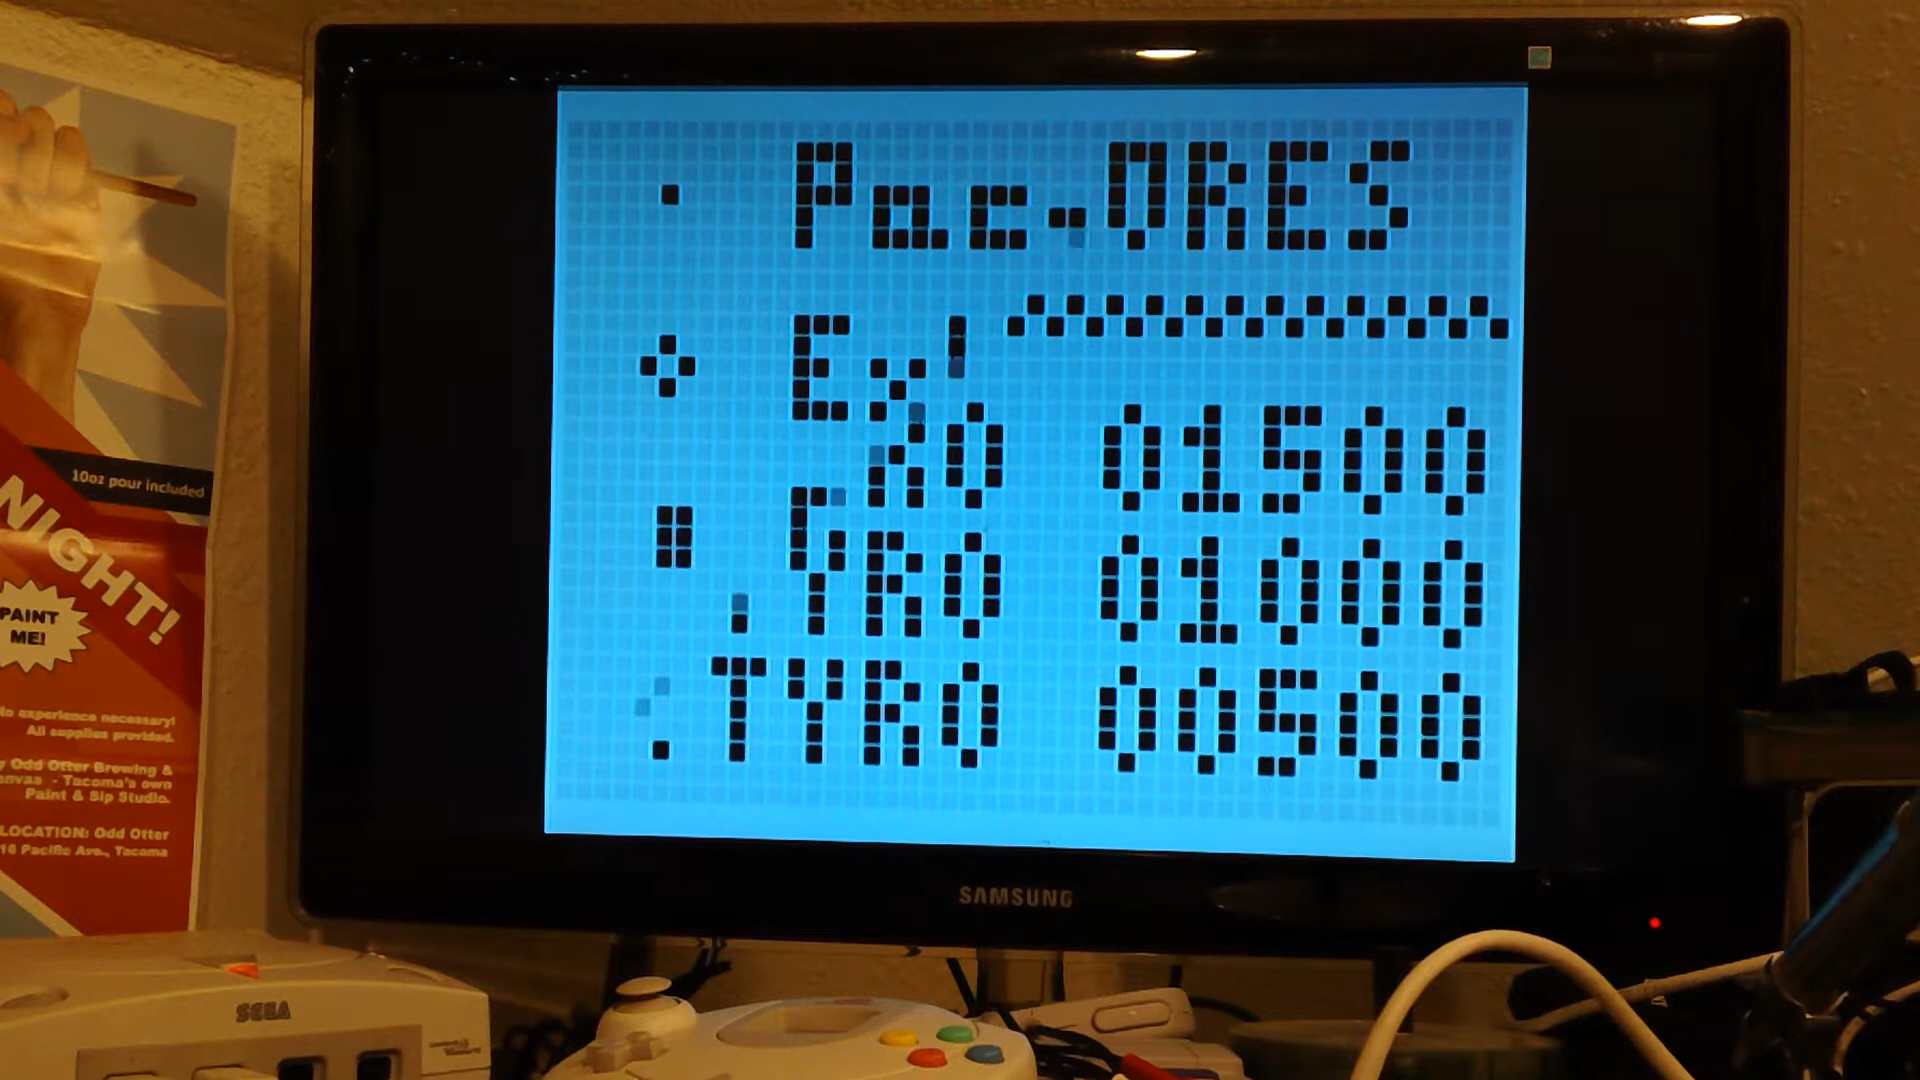 Pac-ORES
Ex
RO 01500
YRO 01000
TYRO 00500
SAMSUNG
SEGA
10oz pour included
NIGHT!
PAINT
ME!
No experience necessary!
All supplies provided.
Odd Otter Brewing &
- Tacoma's own
Paint & Sip Studio.
LOCATION: Odd Otter
Pacific Ave., Tacoma